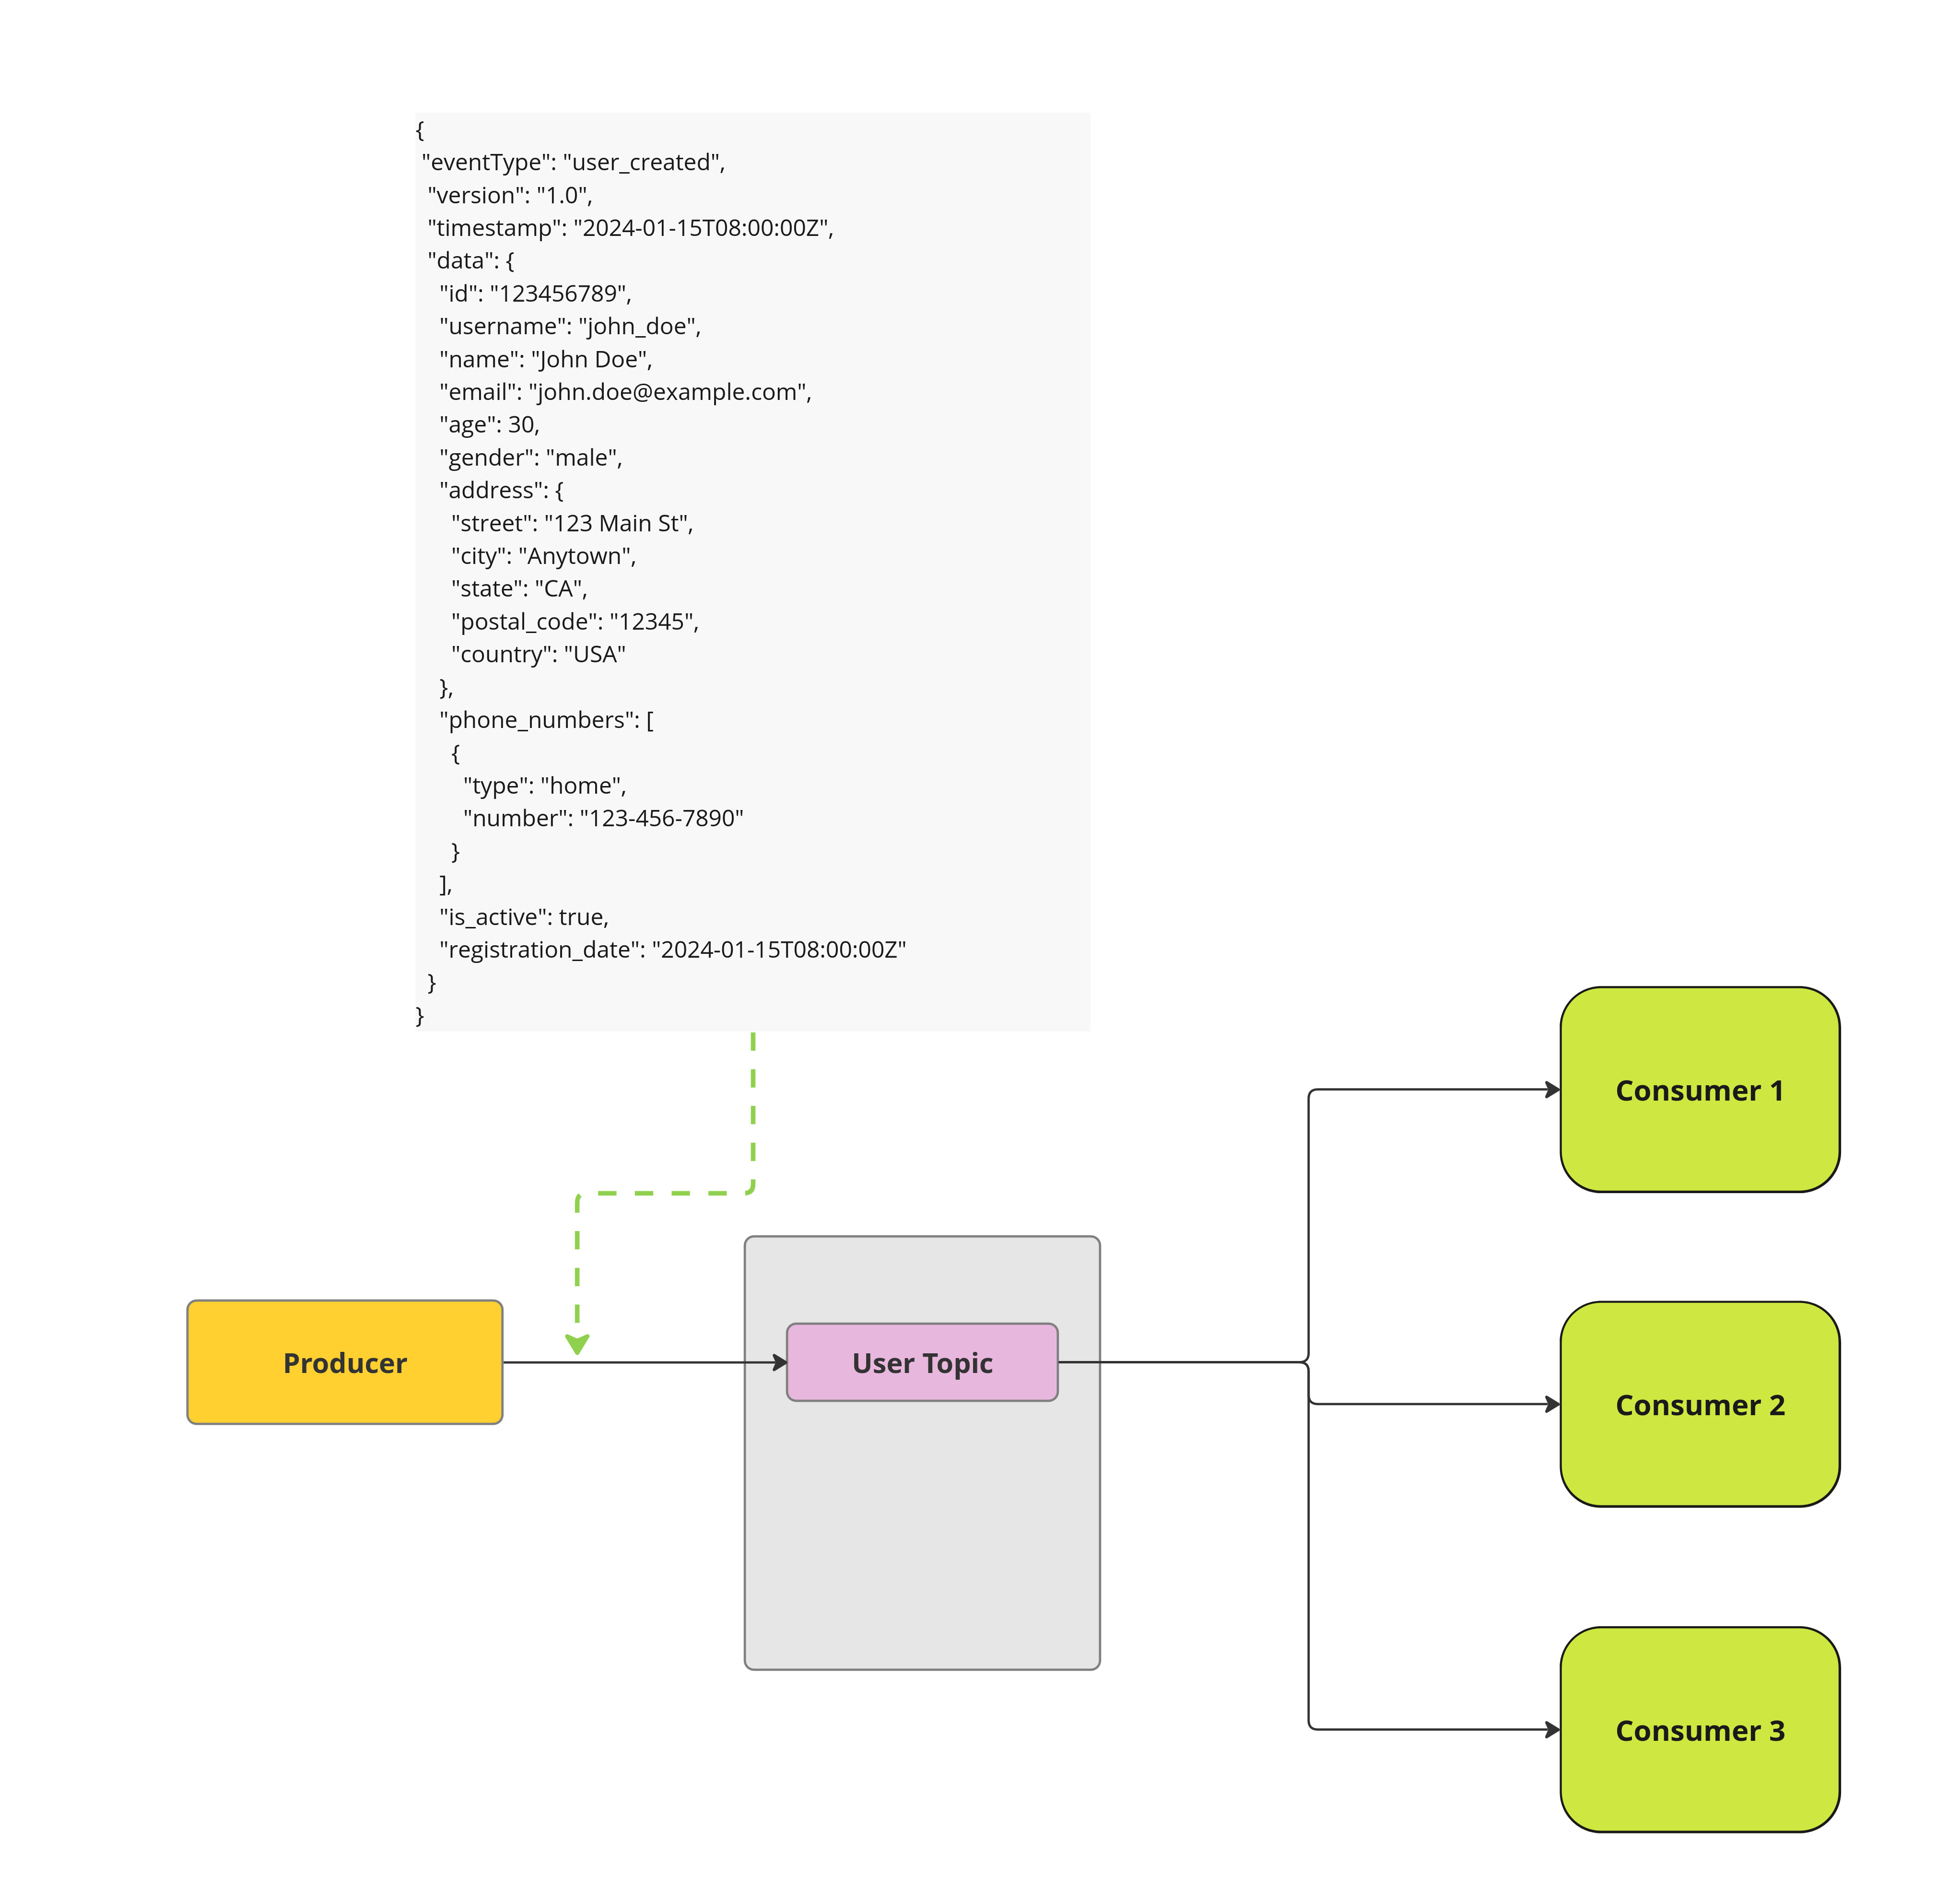 {
"eventType": "user_created",
"version": "1.0",
"timestamp": "2024-01-15T08:00:00Z",
"data": {
"id": "123456789",
"username": "john_doe",
"name": "John Doe",
"email": "john.doe@example.com",
"age": 30,
"gender": "male",
"address": {
"street": "123 Main St",
"city": "Anytown",
"state": "CA",
"postal_code": "12345",
"country": "USA"
},
"phone_numbers": [
{
"type": "home",
"number": "123-456-7890"
}
],
"is_active": true,
"registration_date": "2024-01-15T08:00:00Z"
}
}
Producer
User Topic
Consumer 1
Consumer 2
Consumer 3